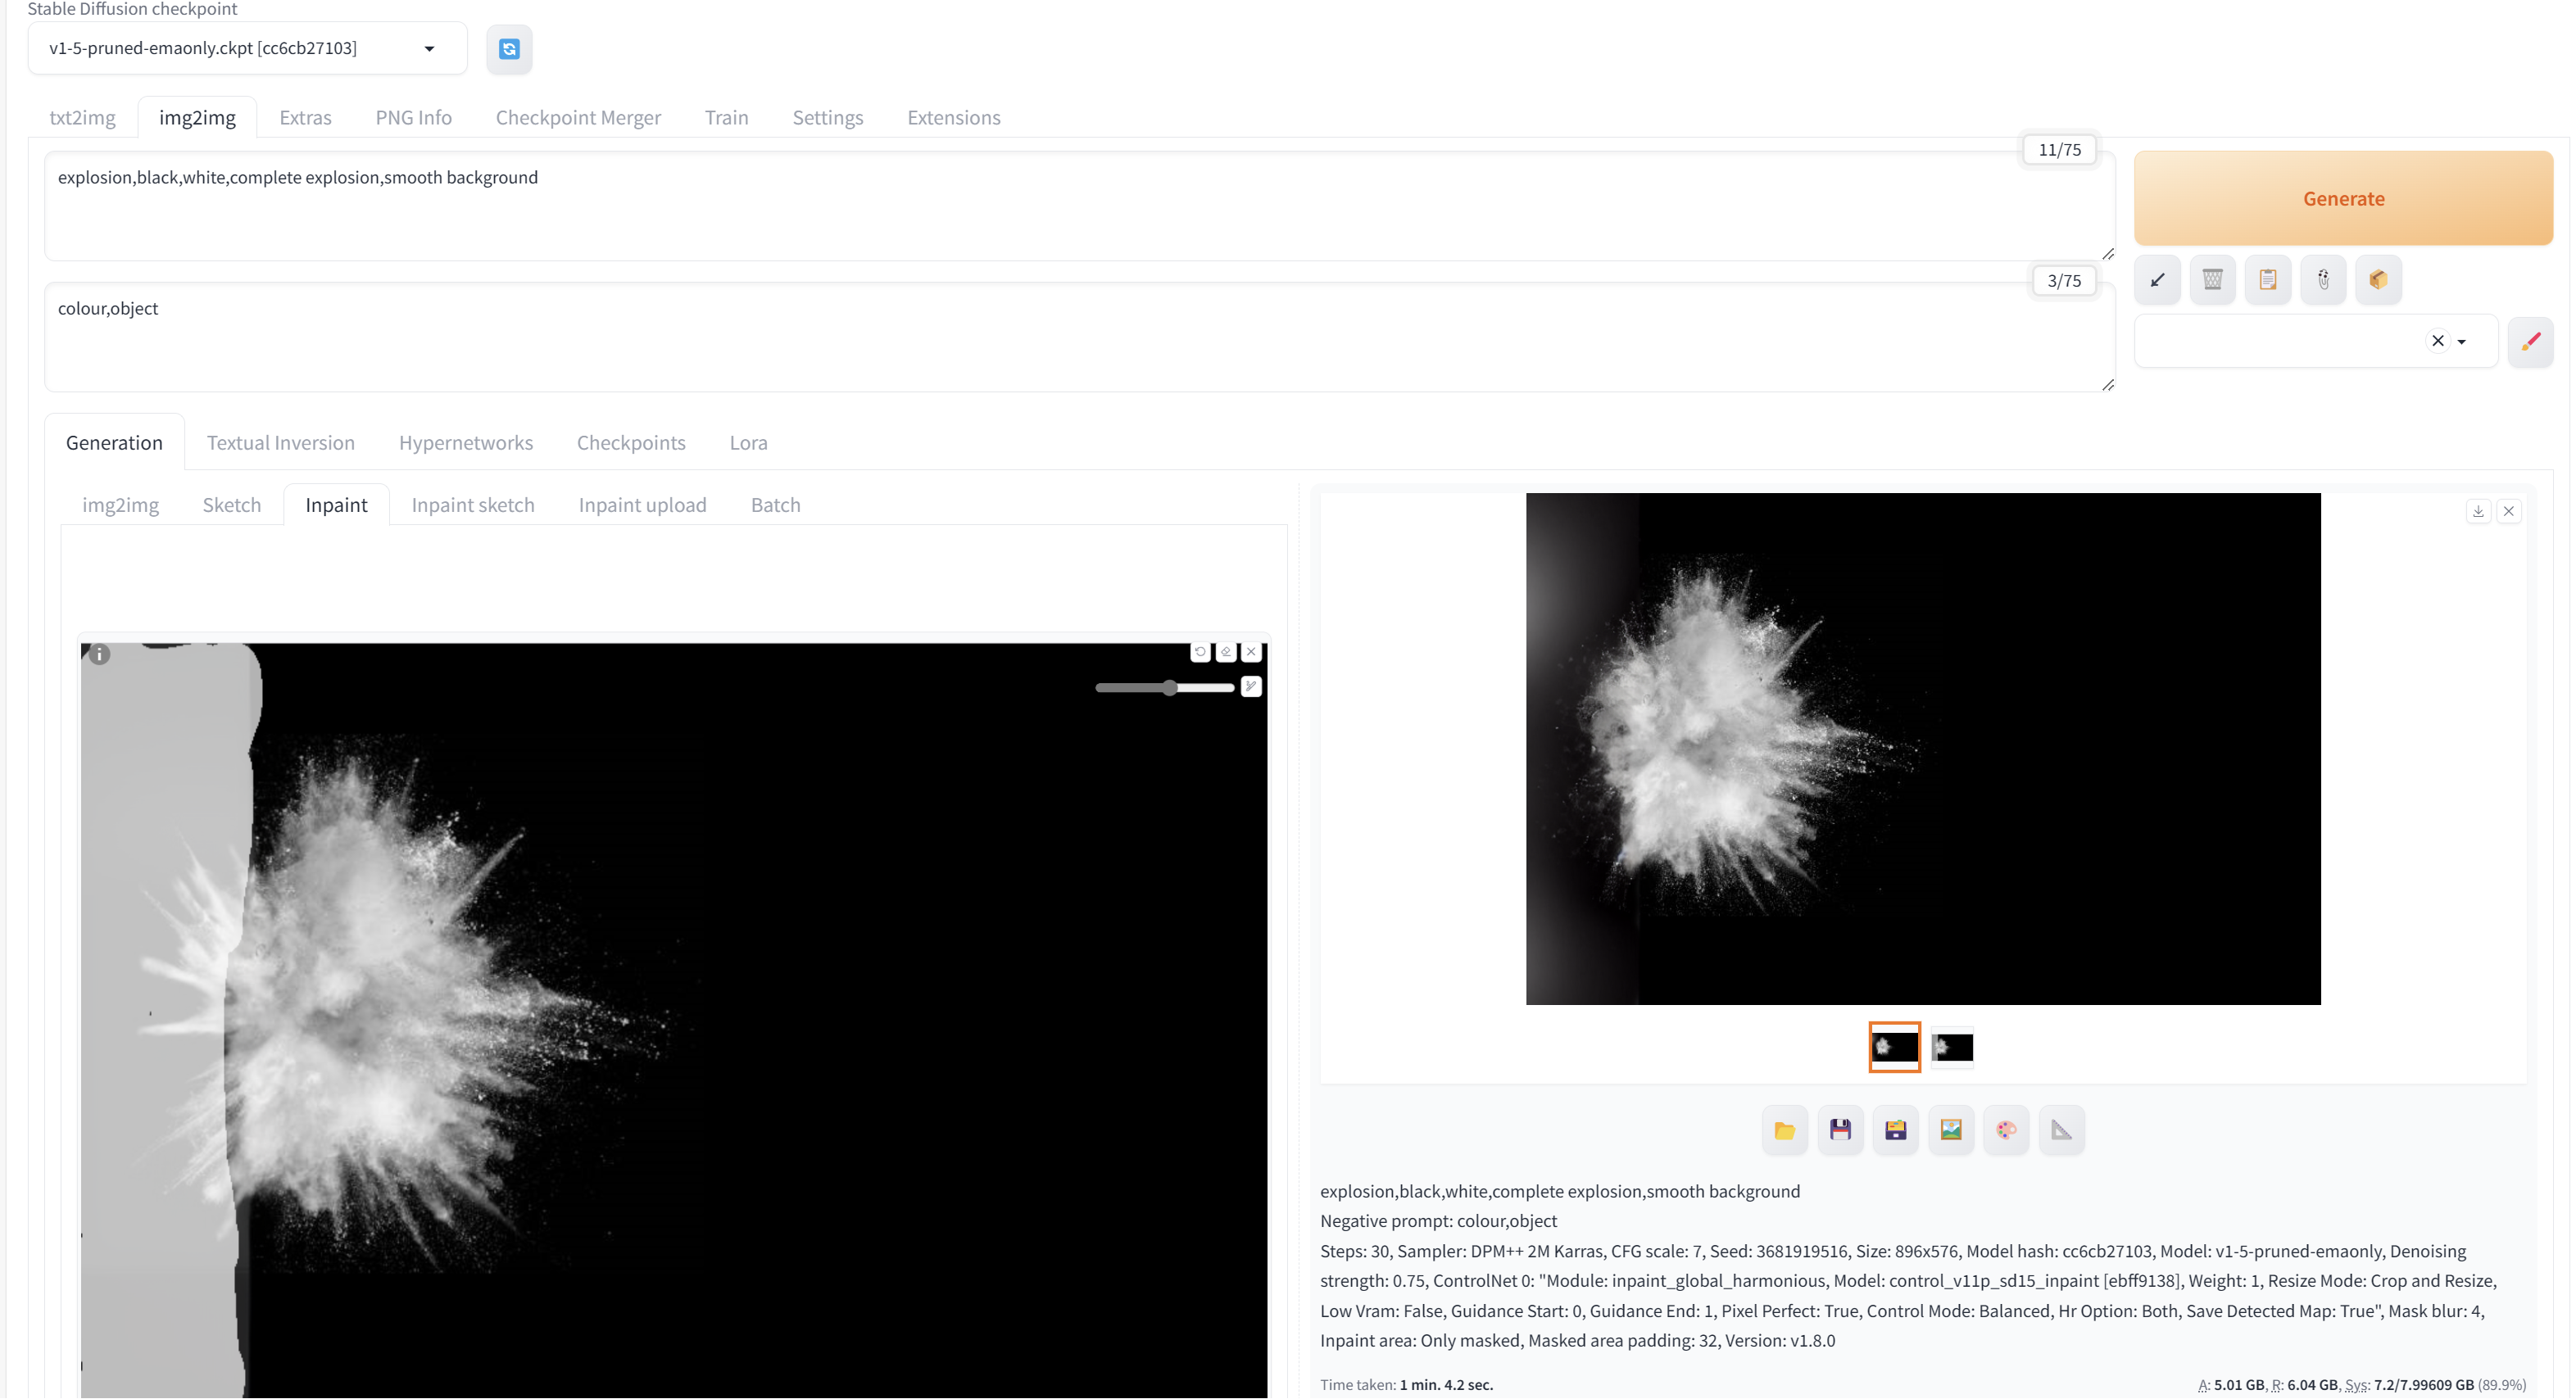 Stable Diffusion checkpoint
v1-5-pruned-emaonly.ckpt [cc6cb27103]
txt2img img2img Extras PNG Info Checkpoint Merger Train Settings Extensions
11/75
explosion,black,white,complete explosion,smooth background
Generate
3/75
colour,object
Generation Textual Inversion Hypernetworks Checkpoints Lora
img2img Sketch Inpaint Inpaint sketch Inpaint upload Batch
explosion,black,white,complete explosion,smooth background
Negative prompt: colour,object
Steps: 30, Sampler: DPM++ 2M Karras, CFG scale: 7, Seed: 3681919516, Size: 896x576, Model hash: cc6cb27103, Model: v1-5-pruned-emaonly, Denoising
strength: 0.75, ControlNet 0: "Module: inpaint_global_harmonious, Model: control_v11p_sd15_inpaint [ebff9138], Weight: 1, Resize Mode: Crop and Resize,
Low Vram: False, Guidance Start: 0, Guidance End: 1, Pixel Perfect: True, Control Mode: Balanced, Hr Option: Both, Save Detected Map: True", Mask blur: 4,
Inpaint area: Only masked, Masked area padding: 32, Version: v1.8.0
Time taken: 1 min. 4.2 sec.
A: 5.01 GB, R: 6.04 GB, Sys: 7.2/7.99609 GB (89.9%)